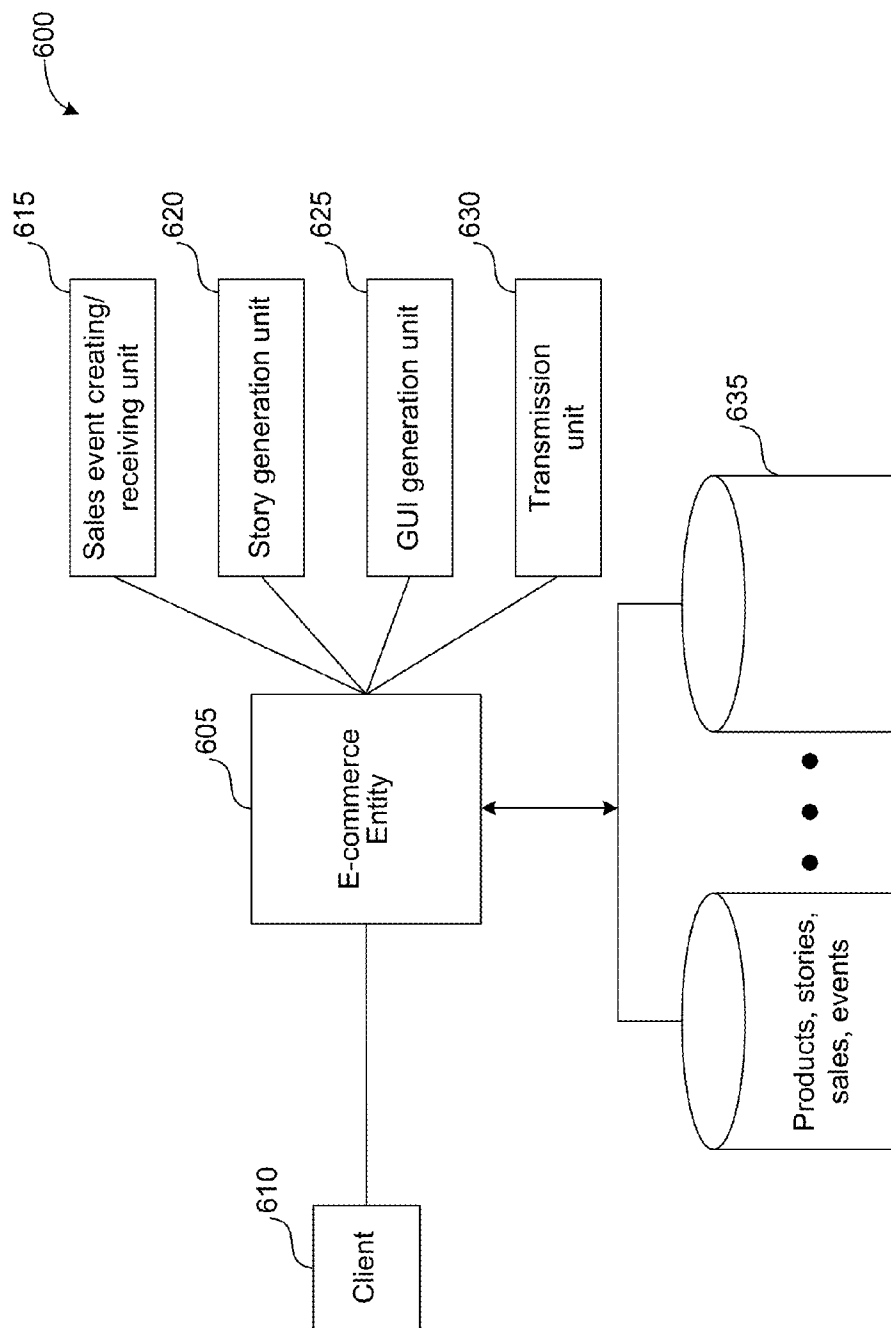 600
615
Sales event creating/
receiving unit
620
Story generation unit
625
GUI generation unit
630
Transmission
unit
605
E-commerce
Entity
610
Client
635
Products, stories,
sales, events